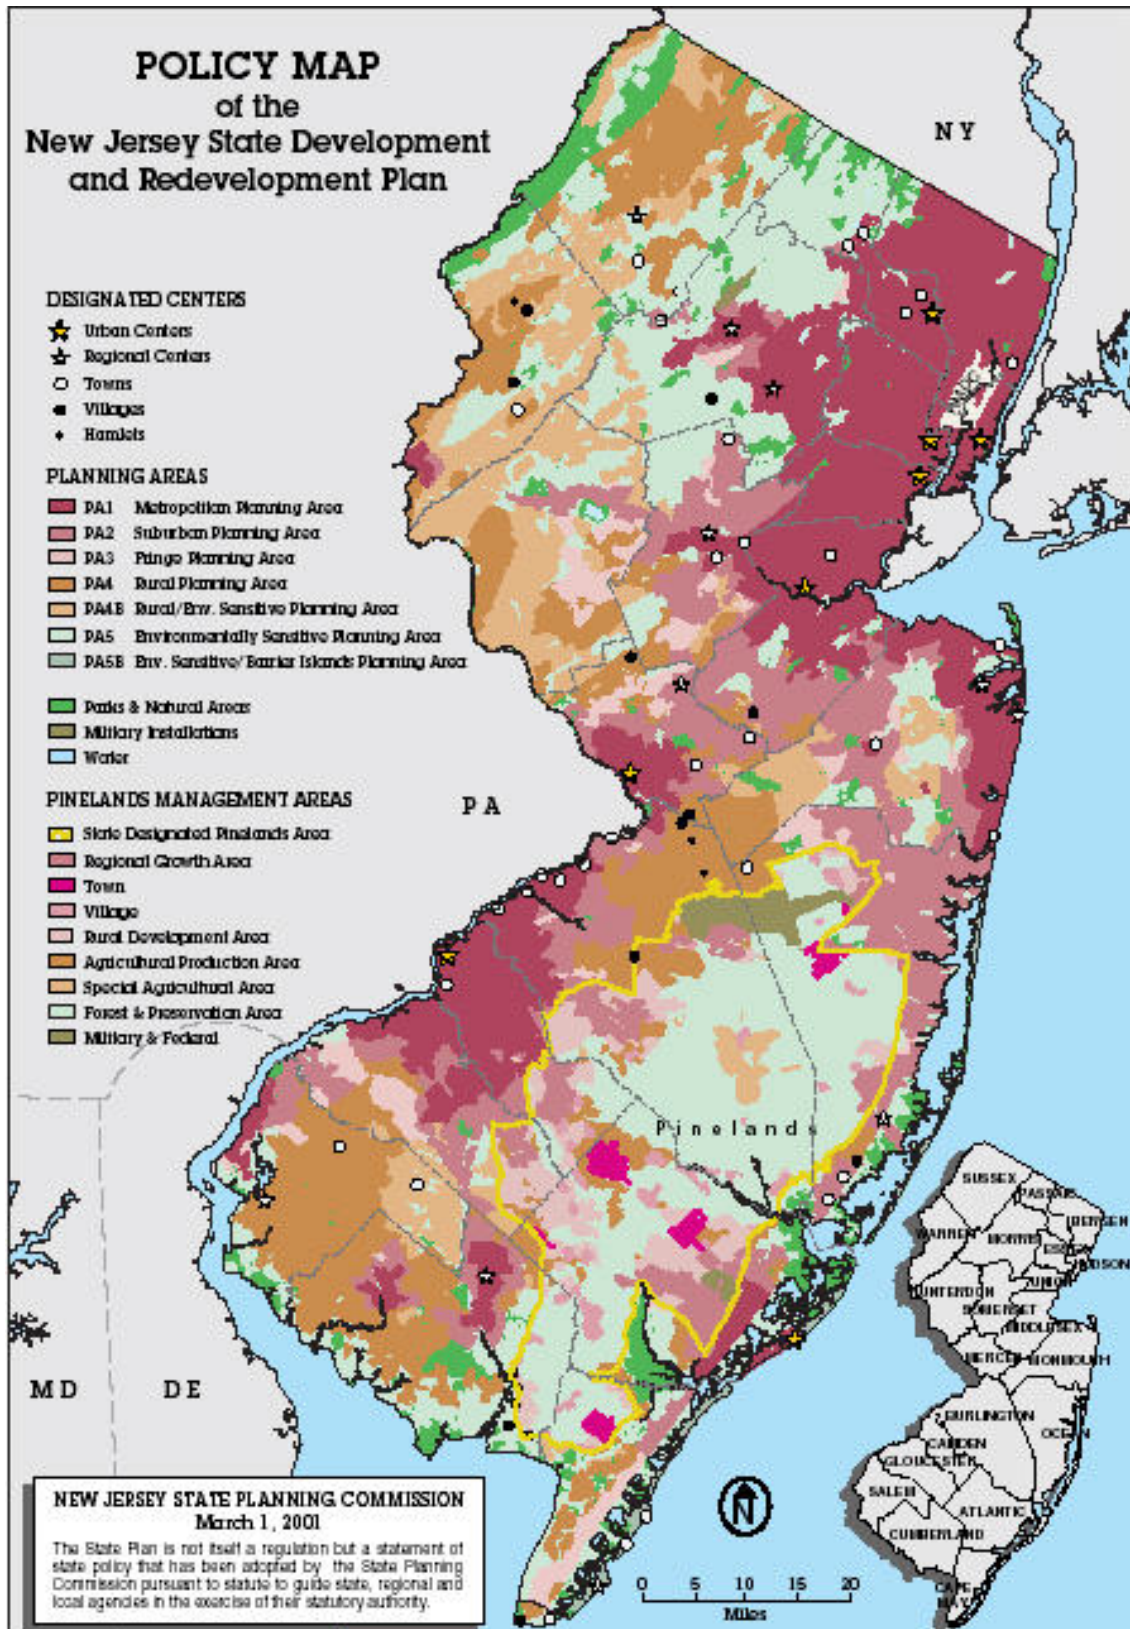 POLICY MAP
of the
New Jersey State Development
and Redevelopment Plan
NY
DESIGNATED CENTERS
Urban Centers
Regional Centers
Towns
Villages
Hamlets
PLANNING AREAS
PA1 Metropolitan Planning Area
PA2 Suburban Planning Area
PA3 Fringe Planning Area
PA4 Rural Planning Area
PA4B Rural/Env. Sensitive Planning Area
PA5 Environmentally Sensitive Planning Area
PA5B Env. Sensitive/Barrier Islands Planning Area
Parks & Natural Areas
Military Installations
Water
PINELANDS MANAGEMENT AREAS
State Designated Pinelands Area
Regional Growth Area
Town
Village
Rural Development Area
Agricultural Production Area
Special Agricultural Area
Forest & Preservation Area
Military & Federal
PA
Pinelands
MD
DE
SUSSEX
PASSAIC
BERGEN
WARREN
MORRIS
ESSEX
HUDSON
UNION
HUNTERDON
SOMERSET
MIDDLESEX
MERCER
MONMOUTH
BURLINGTON
OCEAN
CAMDEN
GLOUCESTER
SALEM
ATLANTIC
CUMBERLAND
CAPE
MAY
NEW JERSEY STATE PLANNING COMMISSION
March 1, 2001
The State Plan is not itself a regulation but a statement of
state policy that has been adopted by the State Planning
Commission pursuant to statute to guide state, regional and
local agencies in the exercise of their statutory authority.
N
0 5 10 15 20
Miles